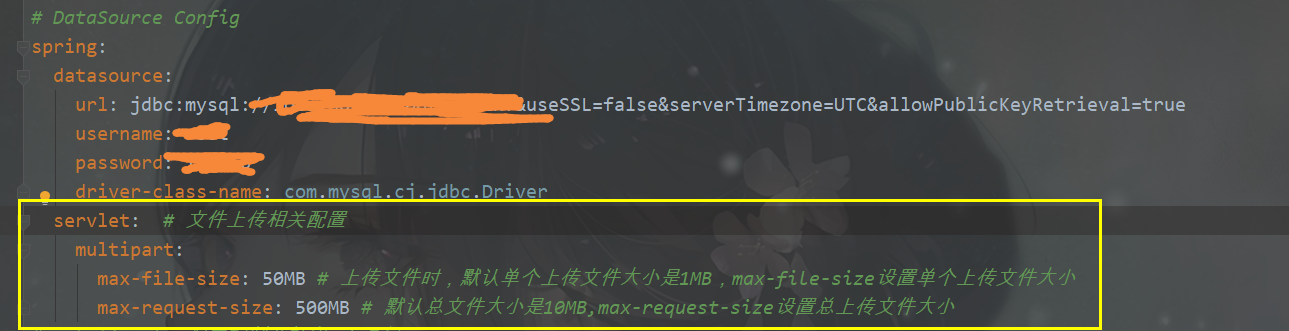 # DataSource Config
spring:
datasource:
url: jdbc:mysql:// &useSSL=false&serverTimezone=UTC&allowPublicKeyRetrieval=true
username:
password:
driver-class-name: com.mysql.cj.jdbc.Driver
servlet: # 文件上传相关配置
multipart:
max-file-size: 50MB # 上传文件时，默认单个上传文件大小是1MB，max-file-size设置单个上传文件大小
max-request-size: 500MB # 默认总文件大小是10MB,max-request-size设置总上传文件大小